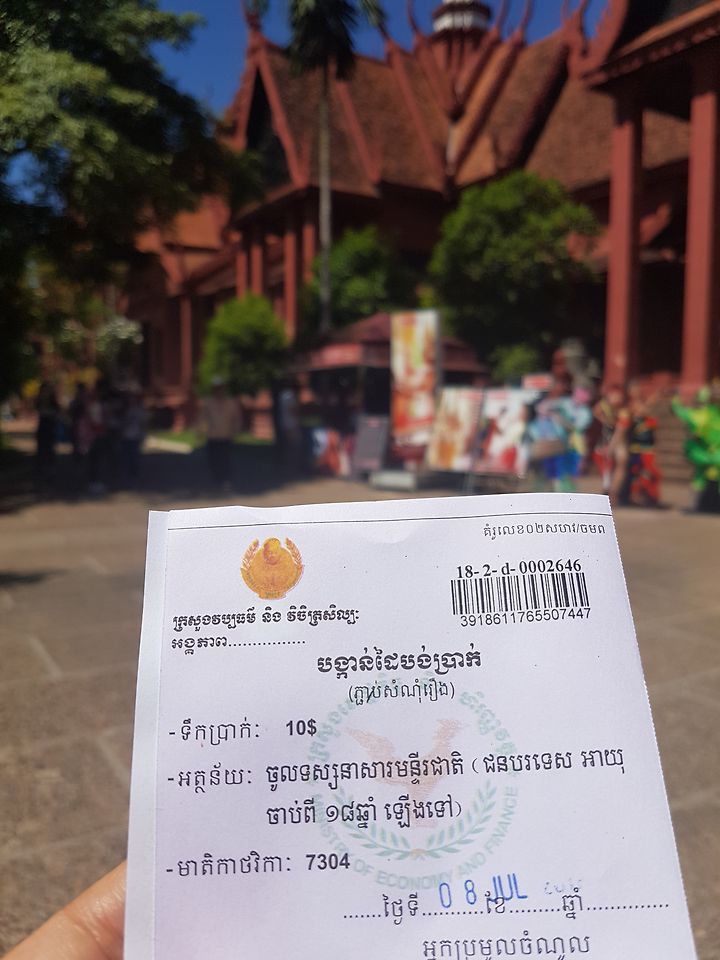 គំរូលេខ០២សហវ/ចមព
18-2-d-0002646
3918611765507447
ក្រសួងវប្បធម៌ និង វិចិត្រសិល្បៈ
អង្គភាព................
បង្កាន់ដៃបង់ប្រាក់
(ភ្ជាប់សំណុំរឿង)
-ទឹកប្រាក់: 10$
-អត្ថន័យ: ចូលទស្សនាសារមន្ទីរជាតិ ( ជនបរទេស អាយុ
ចាប់ពី ១៨ឆ្នាំ ឡើងទៅ)
-មាតិកាថវិកា: 7304
MINISTRY OF ECONOMY AND FINANCE
.......ថ្ងៃទី 08 ខែ JUL ឆ្នាំ...............
អ្នកប្រមូលចំណូល